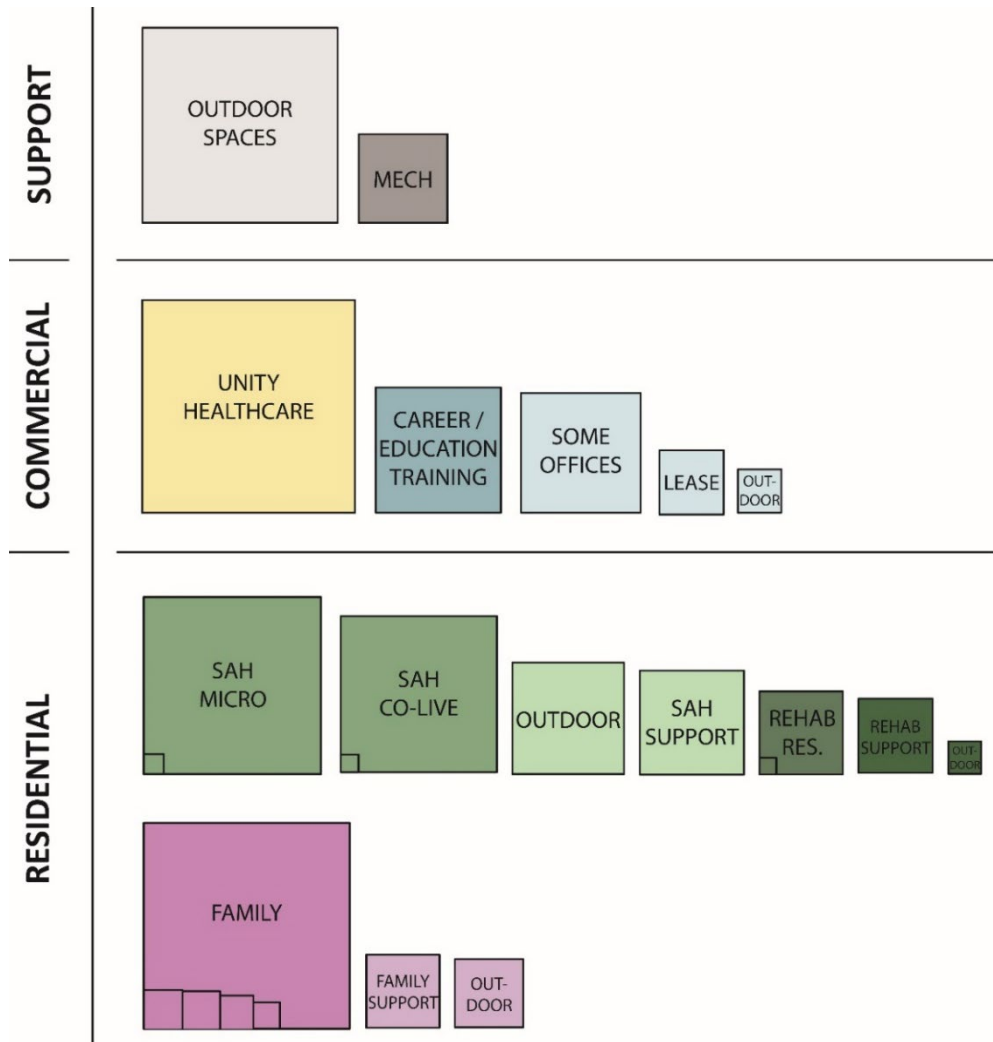 SUPPORT
OUTDOOR
SPACES
MECH
COMMERCIAL
UNITY
HEALTHCARE
CAREER /
EDUCATION
TRAINING
SOME
OFFICES
LEASE
OUT-
DOOR
RESIDENTIAL
SAH
MICRO
SAH
CO-LIVE
OUTDOOR
SAH
SUPPORT
REHAB
RES.
REHAB
SUPPORT
OUT-
DOOR
FAMILY
FAMILY
SUPPORT
OUT-
DOOR